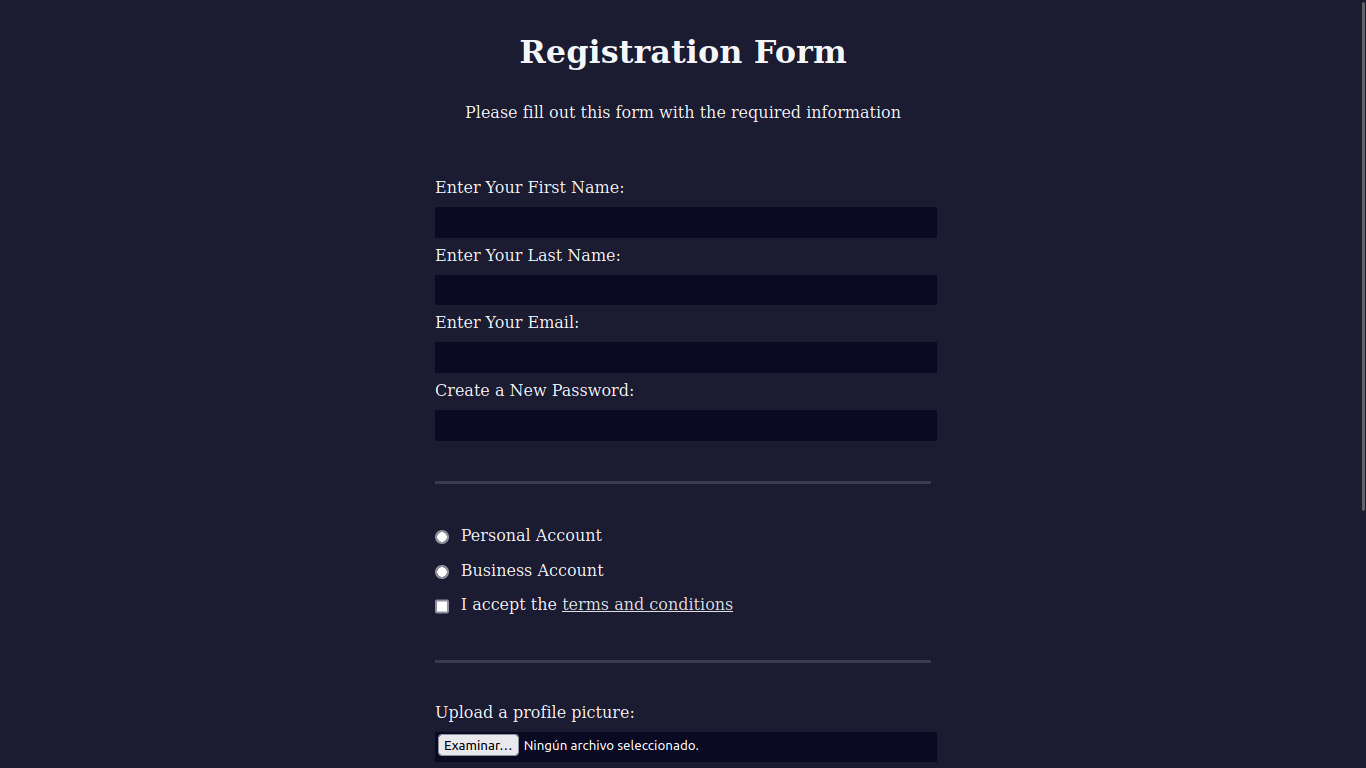 Registration Form
Please fill out this form with the required information
Enter Your First Name:
Enter Your Last Name:
Enter Your Email:
Create a New Password:
Personal Account
Business Account
I accept the terms and conditions
Upload a profile picture:
Examinar... Ningún archivo seleccionado.